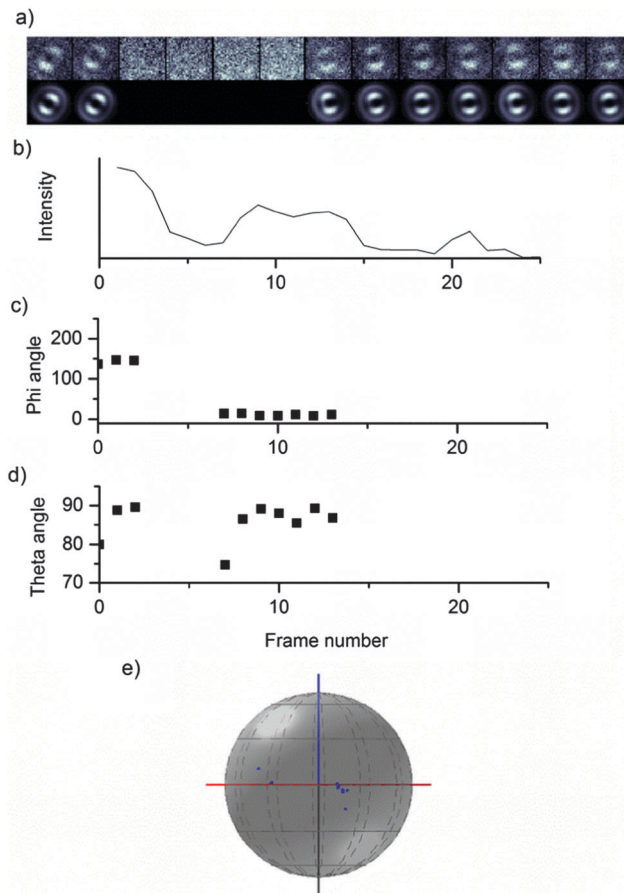 a)
b)
Intensity
0 10 20
c)
200
100
0
Phi angle
0 10 20
d)
90
80
70
Theta angle
0 10 20
Frame number
e)